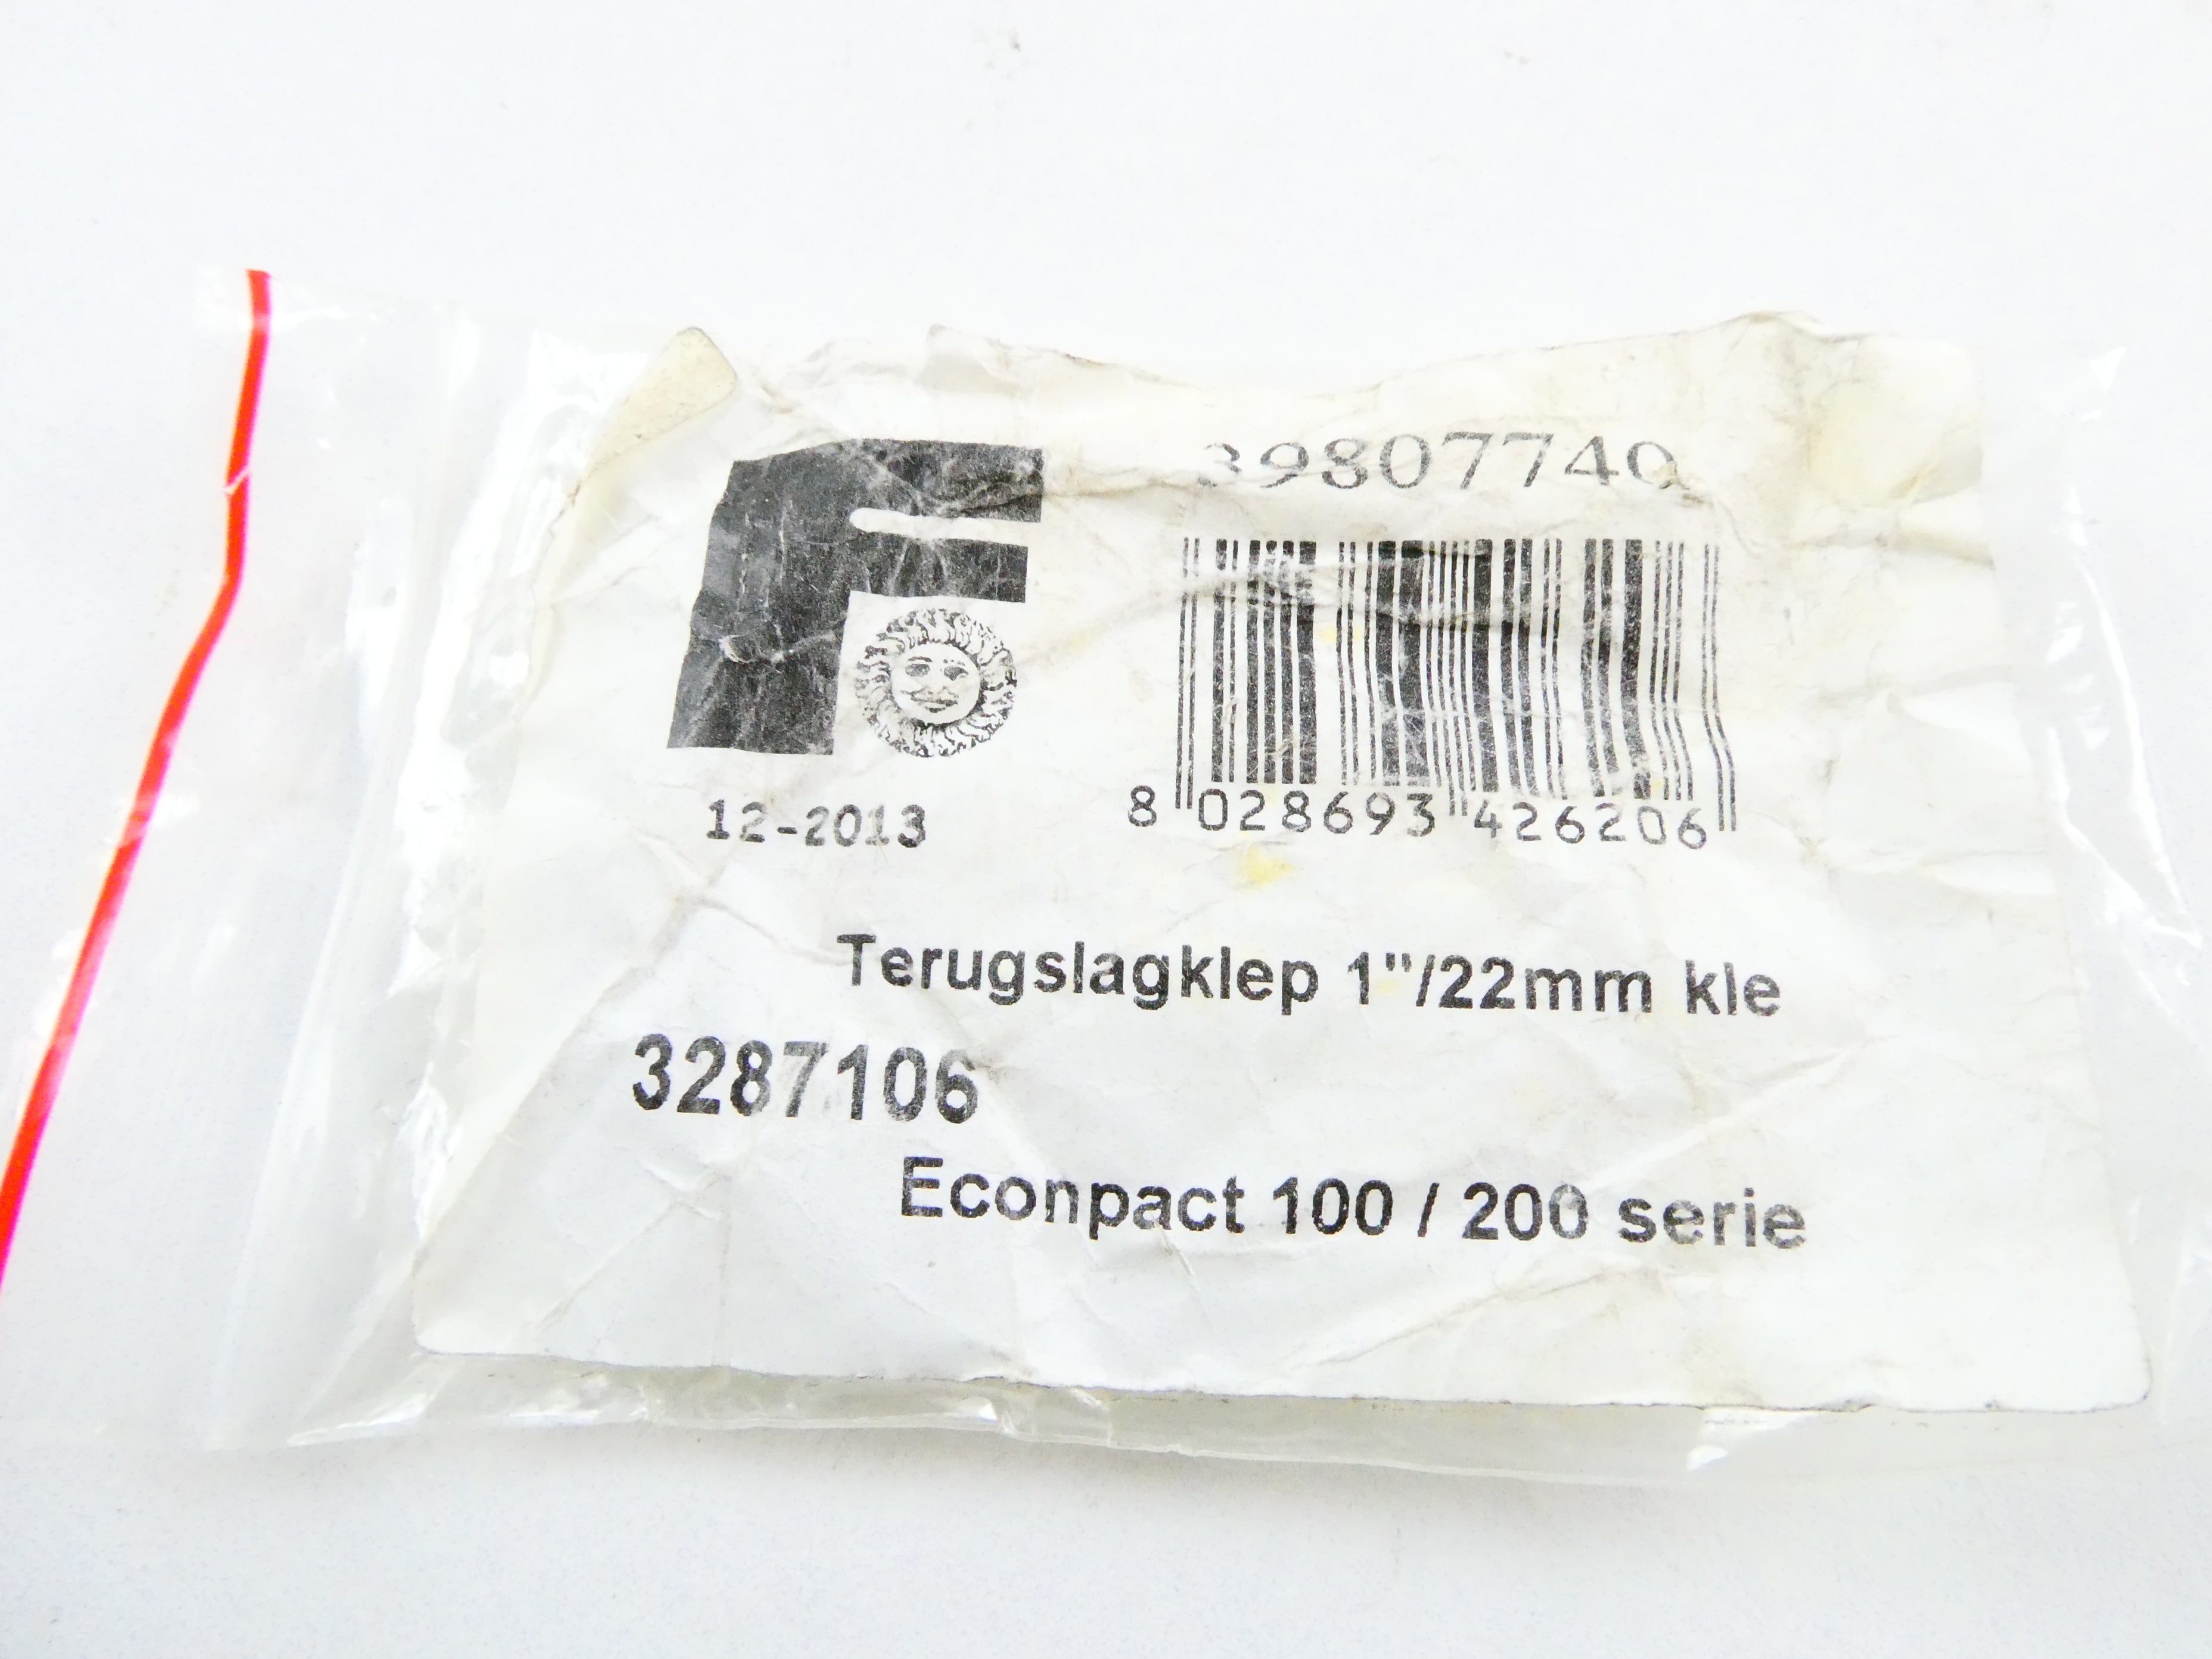 39807740
F
12-2013
8 028693 426206
Terugslagklep 1"/22mm kle
3287106
Econpact 100 / 200 serie